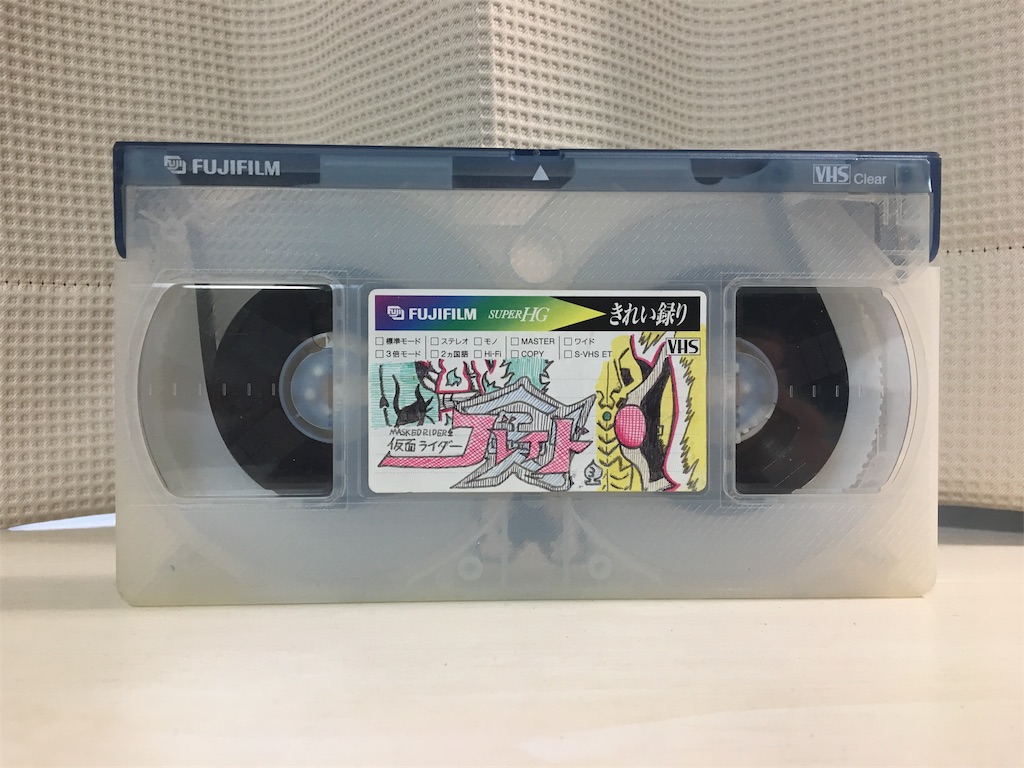 FUJIFILM
VHS Clear
FUJIFILM SUPER HG きれい録り
□標準モード □ステレオ □モノ □MASTER □ワイド
□3倍モード □2ヵ国語 □Hi-Fi □COPY □S-VHS ET
VHS
MASKED RIDER
仮面ライダー